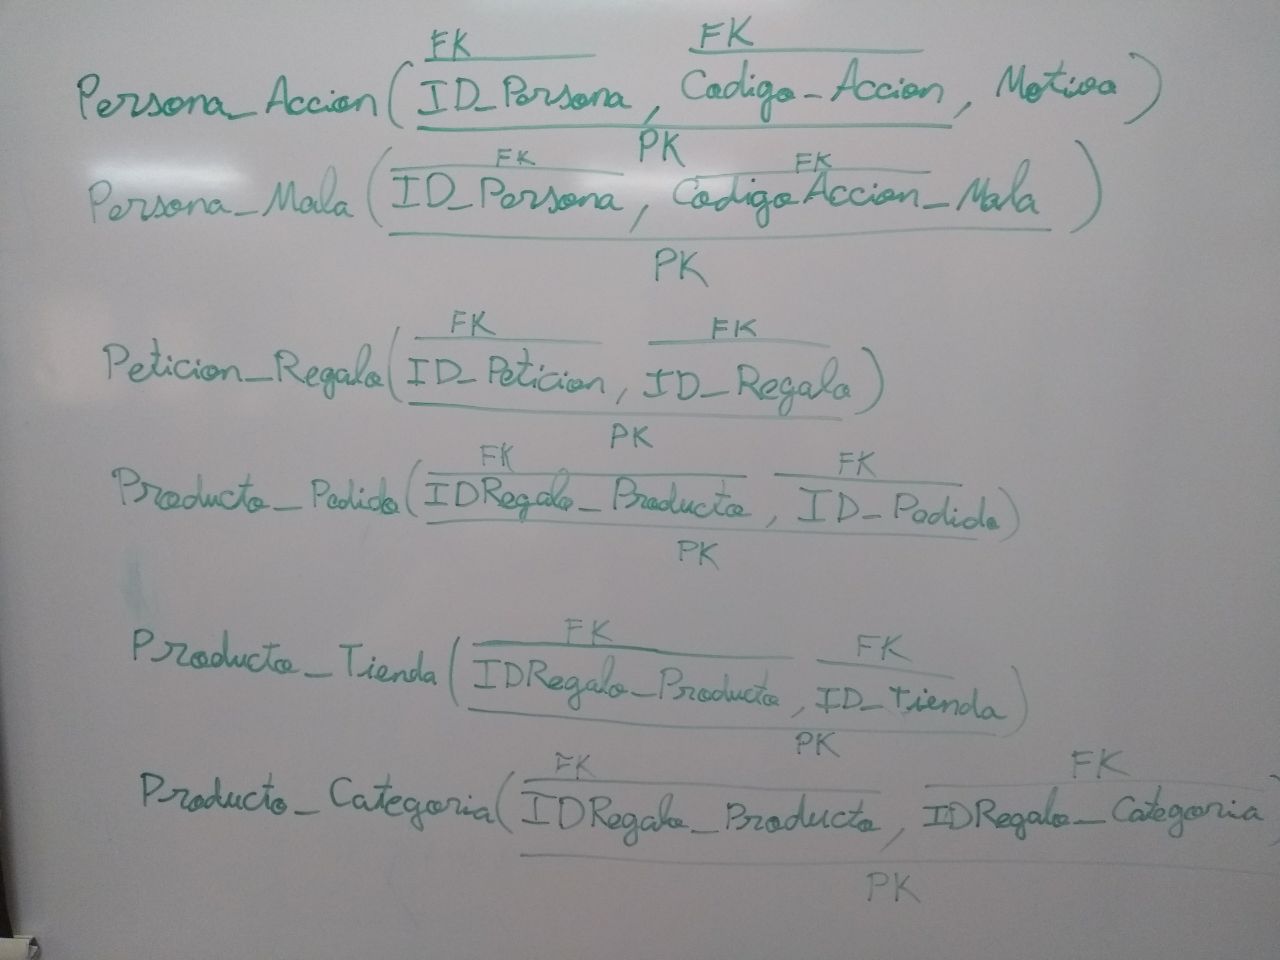 FK FK
Persona_Accion(ID_Persona, Codigo_Accion, Motivo)
PK
FK FK
Persona_Mala(ID_Persona, CodigoAccion_Mala)
PK
FK FK
Peticion_Regalo(ID_Peticion, ID_Regalo)
PK
FK FK
Producto_Pedido(IDRegalo_Producto, ID_Pedido)
PK
FK FK
Producto_Tienda(IDRegalo_Producto, ID_Tienda)
PK
FK FK
Producto_Categoria(IDRegalo_Producto, IDRegalo_Categoria)
PK